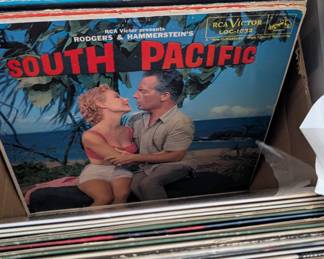 RCA Victor presents
RODGERS & HAMMERSTEIN'S
SOUTH PACIFIC
RCA VICTOR
LOC-1032